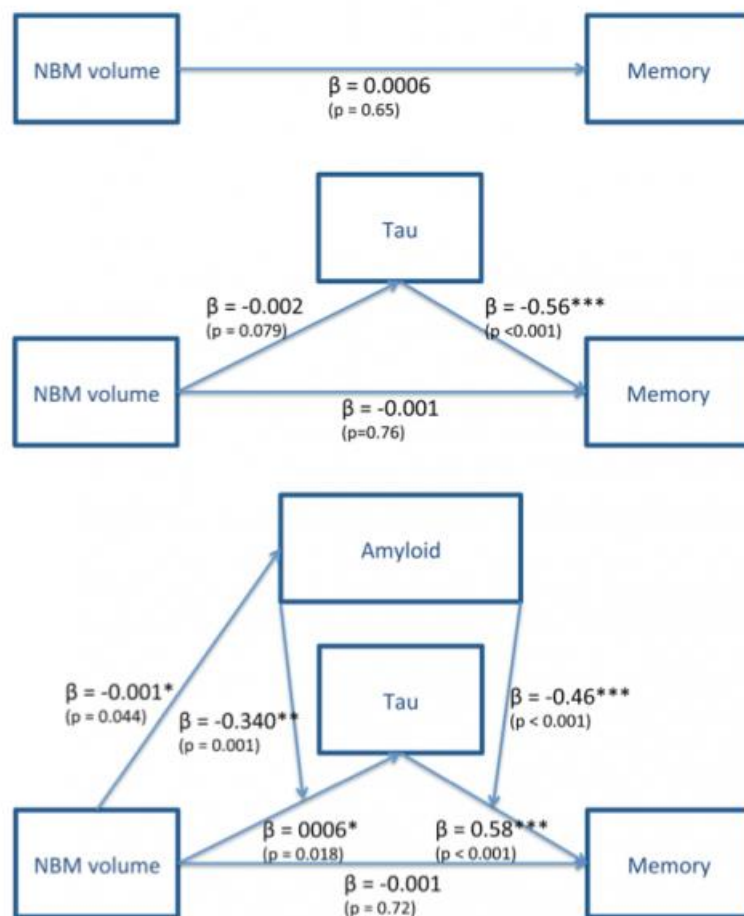 NBM volume
Memory
β = 0.0006
(p = 0.65)
Tau
β = -0.002
(p = 0.079)
β = -0.56***
(p <0.001)
NBM volume
Memory
β = -0.001
(p=0.76)
Amyloid
Tau
β = -0.001*
(p = 0.044)
β = -0.340**
(p = 0.001)
β = -0.46***
(p < 0.001)
β = 0006*
(p = 0.018)
β = 0.58***
(p < 0.001)
NBM volume
Memory
β = -0.001
(p = 0.72)